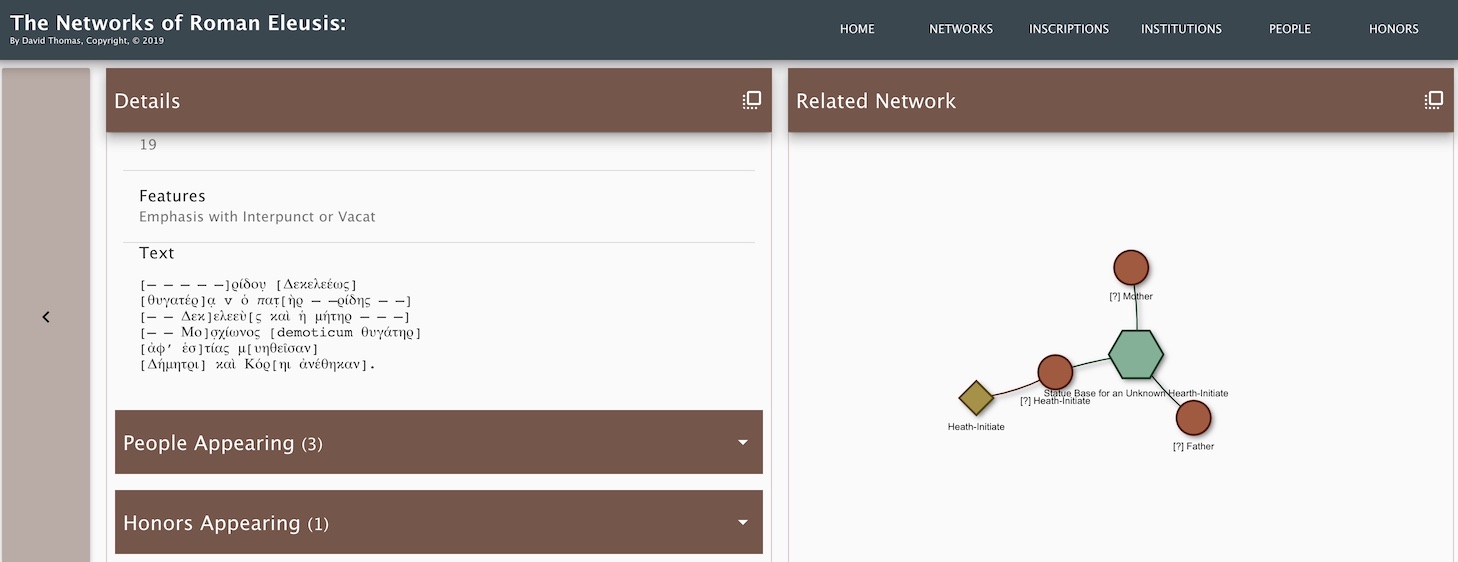 The Networks of Roman Eleusis:
By David Thomas, Copyright, © 2019
HOME NETWORKS INSCRIPTIONS INSTITUTIONS PEOPLE HONORS
Details
19
Features
Emphasis with Interpunct or Vacat
Text
[— — — — —]ρίδου [Δεκελεέως]
[θυγατέρ]α̣ v ὁ πατ̣[ὴρ — —ρίδης — —]
[— — Δεκ]ελεεὺ[ς καὶ ἡ μήτηρ — — —]
[— — Μο]σ̣χίωνος [demoticum θυγάτηρ]
[ἀφ’ ἑσ]τίας μ[υηθεῖσαν]
[Δήμητρι] καὶ Κόρ[ηι ἀνέθηκαν].
People Appearing (3)
Honors Appearing (1)
Related Network
[?] Mother
Statue Base for an Unknown Hearth-Initiate
[?] Heath-Initiate
Heath-Initiate
[?] Father